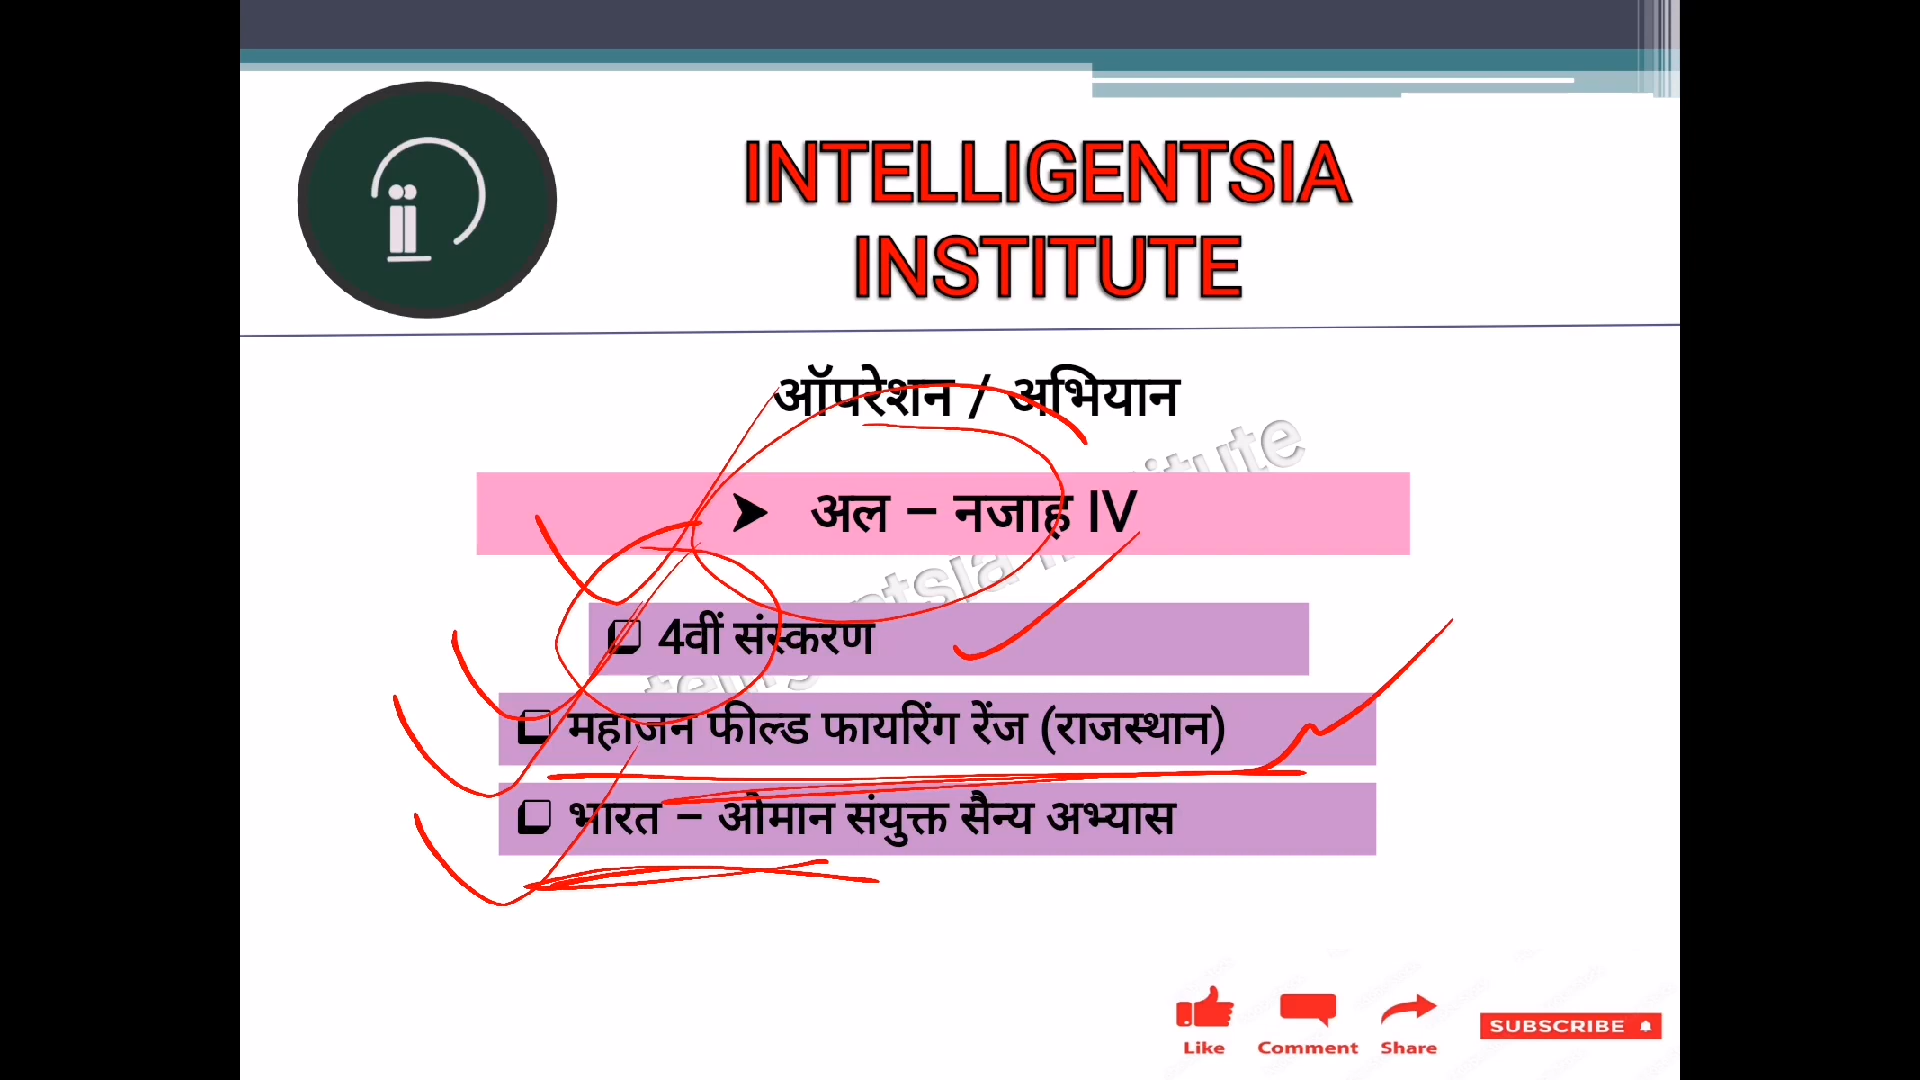 INTELLIGENTSIA
INSTITUTE
ऑपरेशन / अभियान
➤ अल – नजाह IV
❑ 4वीं संस्करण
❑ महाजन फील्ड फायरिंग रेंज (राजस्थान)
❑ भारत – ओमान संयुक्त सैन्य अभ्यास
Like
Comment
Share
SUBSCRIBE